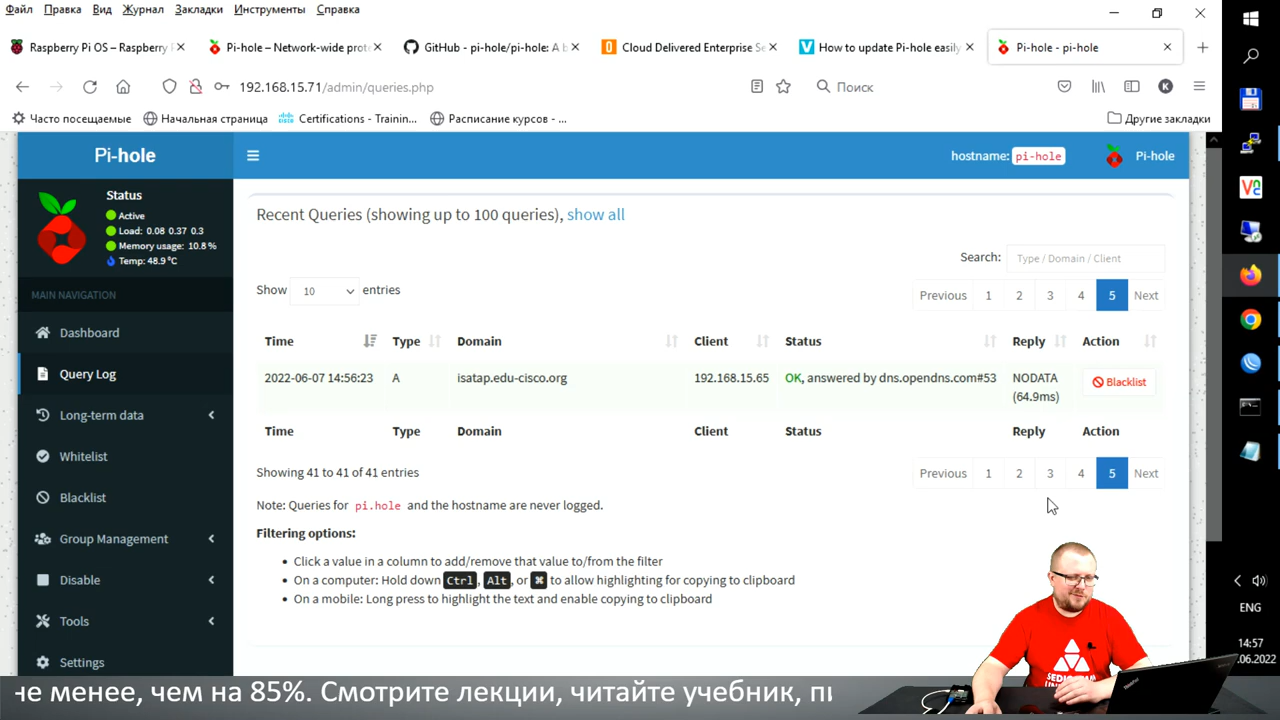 Файл Правка Вид Журнал Закладки Инструменты Справка
Raspberry Pi OS – Raspberry Pi-hole – Network-wide prote GitHub - pi-hole/pi-hole: A b Cloud Delivered Enterprise Se How to update Pi-hole easily Pi-hole - pi-hole
192.168.15.71/admin/queries.php Поиск
Часто посещаемые Начальная страница Certifications - Trainin... Расписание курсов - ... Другие закладки
Pi-hole hostname: pi-hole Pi-hole
Status
Active
Load: 0.08 0.37 0.3
Memory usage: 10.8 %
Temp: 48.9 °C
MAIN NAVIGATION
Dashboard
Query Log
Long-term data
Whitelist
Blacklist
Group Management
Disable
Tools
Settings
Recent Queries (showing up to 100 queries), show all
Search: Type / Domain / Client
Show 10 entries
Previous 1 2 3 4 5 Next
Time Type Domain Client Status Reply Action
2022-06-07 14:56:23 A isatap.edu-cisco.org 192.168.15.65 OK, answered by dns.opendns.com#53 NODATA Blacklist
(64.9ms)
Time Type Domain Client Status Reply Action
Showing 41 to 41 of 41 entries
Previous 1 2 3 4 5 Next
Note: Queries for pi.hole and the hostname are never logged.
Filtering options:
Click a value in a column to add/remove that value to/from the filter
On a computer: Hold down Ctrl, Alt, or ⌘ to allow highlighting for copying to clipboard
On a mobile: Long press to highlight the text and enable copying to clipboard
ENG
14:57
.06.2022
не менее, чем на 85%. Смотрите лекции, читайте учебник,